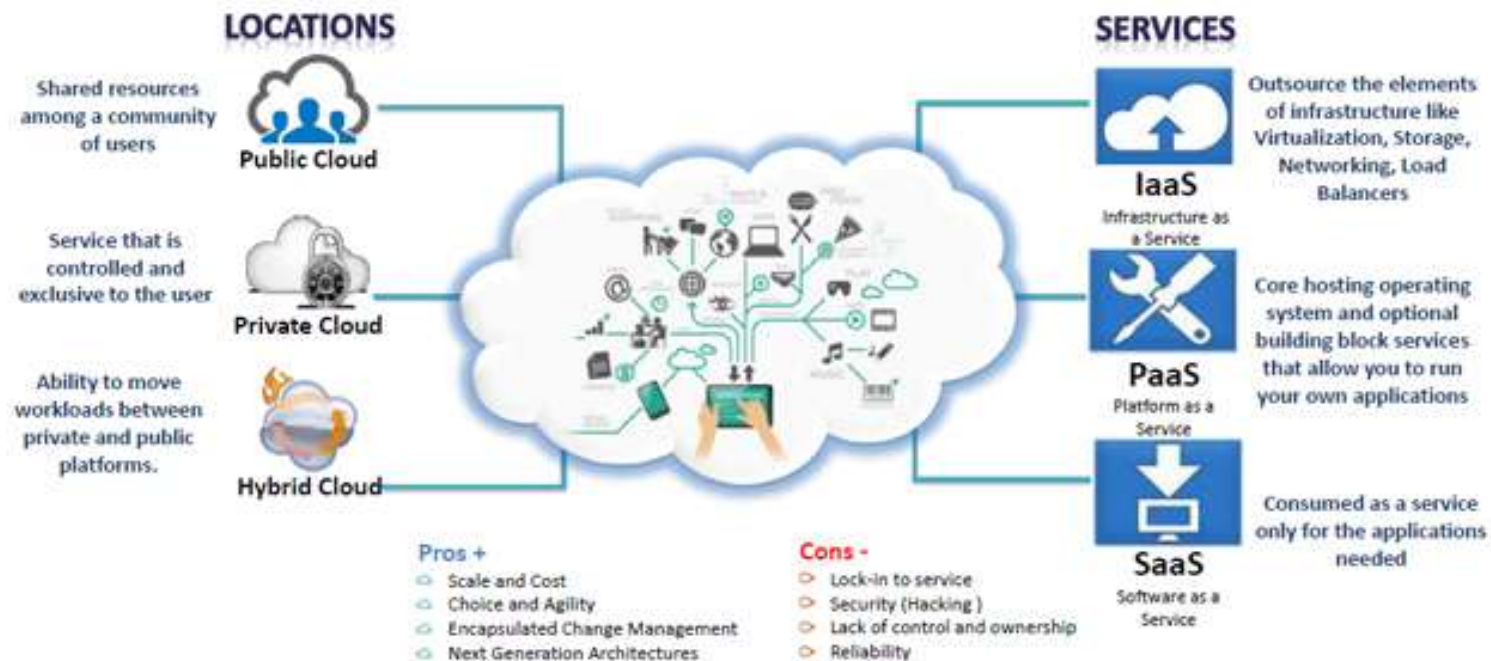 LOCATIONS
Shared resources
among a community
of users
Public Cloud
Service that is
controlled and
exclusive to the user
Private Cloud
Ability to move
workloads between
private and public
platforms.
Hybrid Cloud
SERVICES
IaaS
Infrastructure as
a Service
Outsource the elements
of infrastructure like
Virtualization, Storage,
Networking, Load
Balancers
PaaS
Platform as a
Service
Core hosting operating
system and optional
building block services
that allow you to run
your own applications
SaaS
Software as a
Service
Consumed as a service
only for the applications
needed
Pros +
Scale and Cost
Choice and Agility
Encapsulated Change Management
Next Generation Architectures
Cons -
Lock-in to service
Security (Hacking )
Lack of control and ownership
Reliability